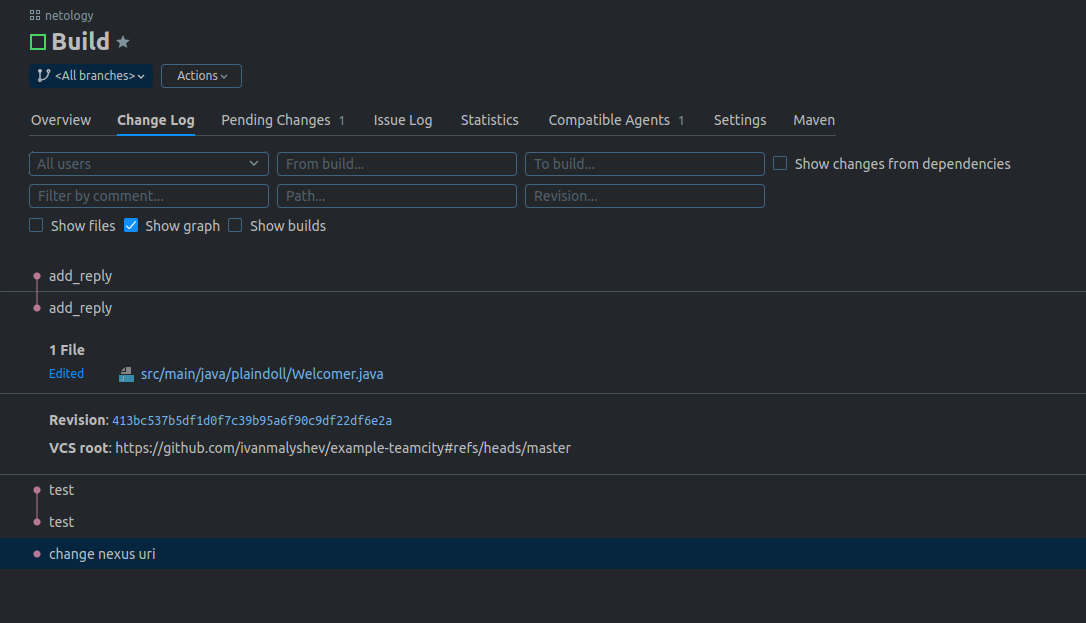 netology
Build
<All branches> Actions
Overview Change Log Pending Changes 1 Issue Log Statistics Compatible Agents 1 Settings Maven
All users From build... To build... Show changes from dependencies
Filter by comment... Path... Revision...
Show files Show graph Show builds
add_reply
add_reply
1 File
Edited src/main/java/plaindoll/Welcomer.java
Revision: 413bc537b5df1d0f7c39b95a6f90c9df22df6e2a
VCS root: https://github.com/ivanmalyshev/example-teamcity#refs/heads/master
test
test
change nexus uri